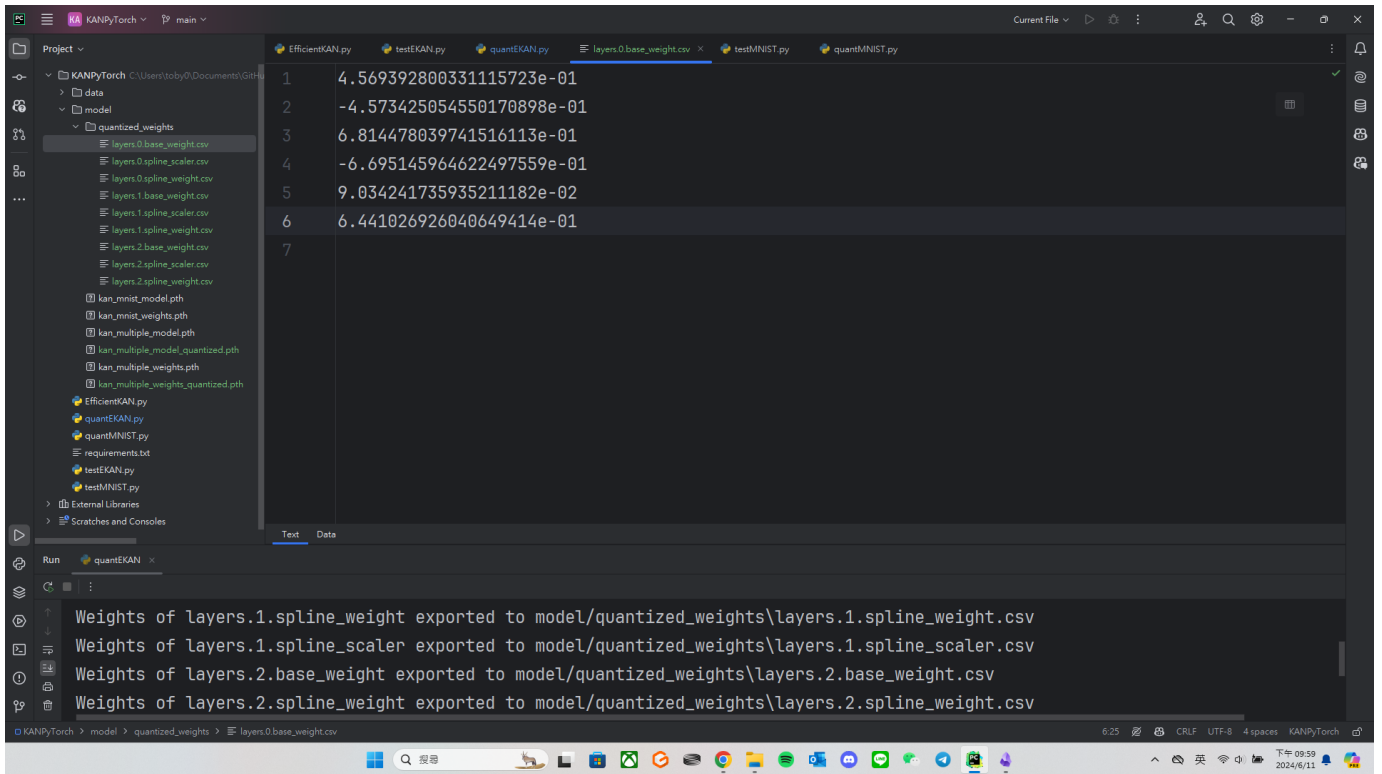 PC KA KANPyTorch main Current File
Project
EfficientKAN.py testEKAN.py quantEKAN.py layers.0.base_weight.csv testMNIST.py quantMNIST.py
KANPyTorch C:\Users\toby0\Documents\GitHu
data
model
quantized_weights
layers.0.base_weight.csv
layers.0.spline_scaler.csv
layers.0.spline_weight.csv
layers.1.base_weight.csv
layers.1.spline_scaler.csv
layers.1.spline_weight.csv
layers.2.base_weight.csv
layers.2.spline_scaler.csv
layers.2.spline_weight.csv
kan_mnist_model.pth
kan_mnist_weights.pth
kan_multiple_model.pth
kan_multiple_model_quantized.pth
kan_multiple_weights.pth
kan_multiple_weights_quantized.pth
EfficientKAN.py
quantEKAN.py
quantMNIST.py
requirements.txt
testEKAN.py
testMNIST.py
External Libraries
Scratches and Consoles
1 4.569392800331115723e-01
2 -4.573425054550170898e-01
3 6.814478039741516113e-01
4 -6.695145964622497559e-01
5 9.034241735935211182e-02
6 6.441026926040649414e-01
7
Text Data
Run quantEKAN
Weights of layers.1.spline_weight exported to model/quantized_weights\layers.1.spline_weight.csv
Weights of layers.1.spline_scaler exported to model/quantized_weights\layers.1.spline_scaler.csv
Weights of layers.2.base_weight exported to model/quantized_weights\layers.2.base_weight.csv
Weights of layers.2.spline_weight exported to model/quantized_weights\layers.2.spline_weight.csv
KANPyTorch > model > quantized_weights > layers.0.base_weight.csv 6:25 CRLF UTF-8 4 spaces KANPyTorch
搜尋 英 下午 09:59
2024/6/11